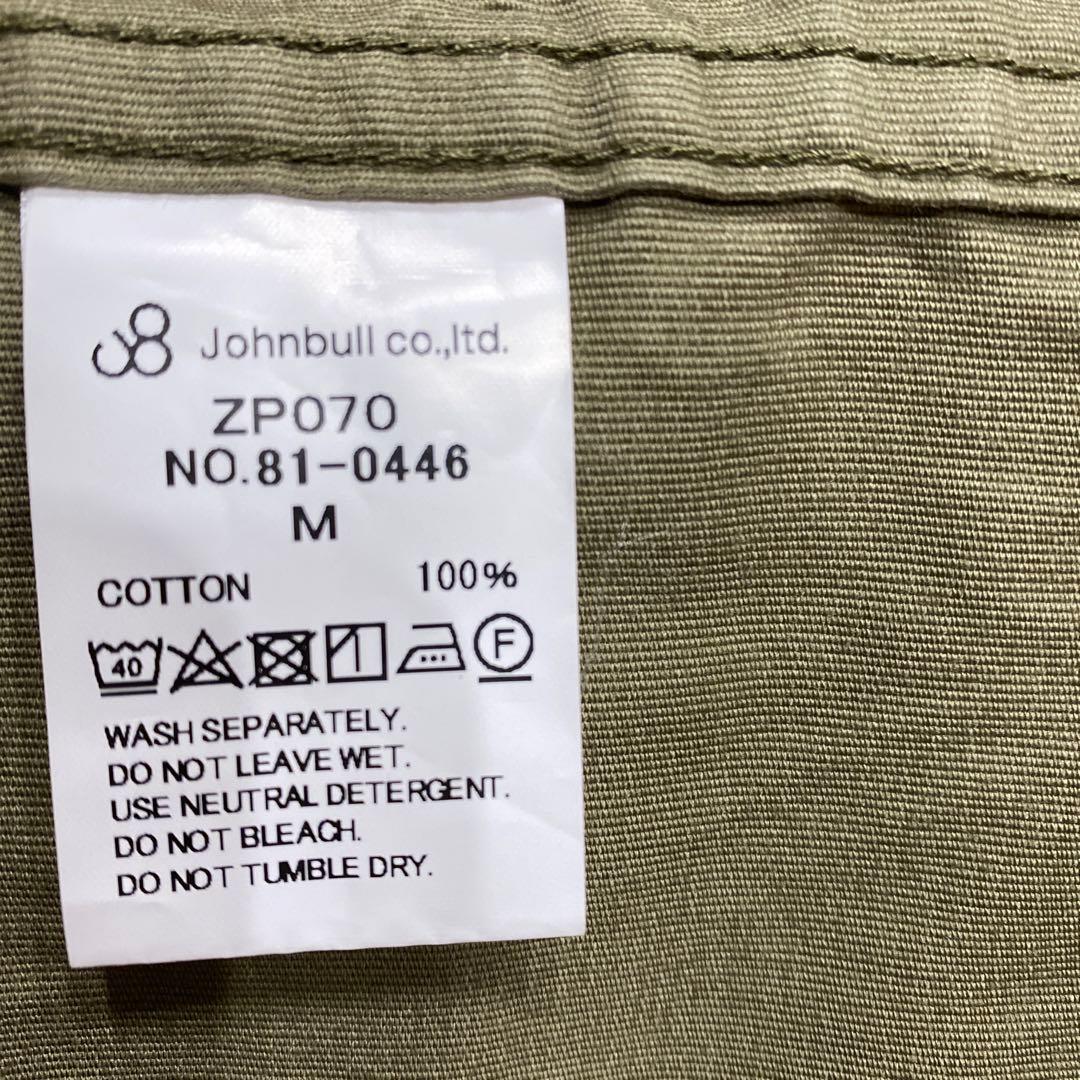 Johnbull co.,ltd.
ZP070
NO.81-0446
M
COTTON 100%
40 F
WASH SEPARATELY.
DO NOT LEAVE WET.
USE NEUTRAL DETERGENT.
DO NOT BLEACH.
DO NOT TUMBLE DRY.